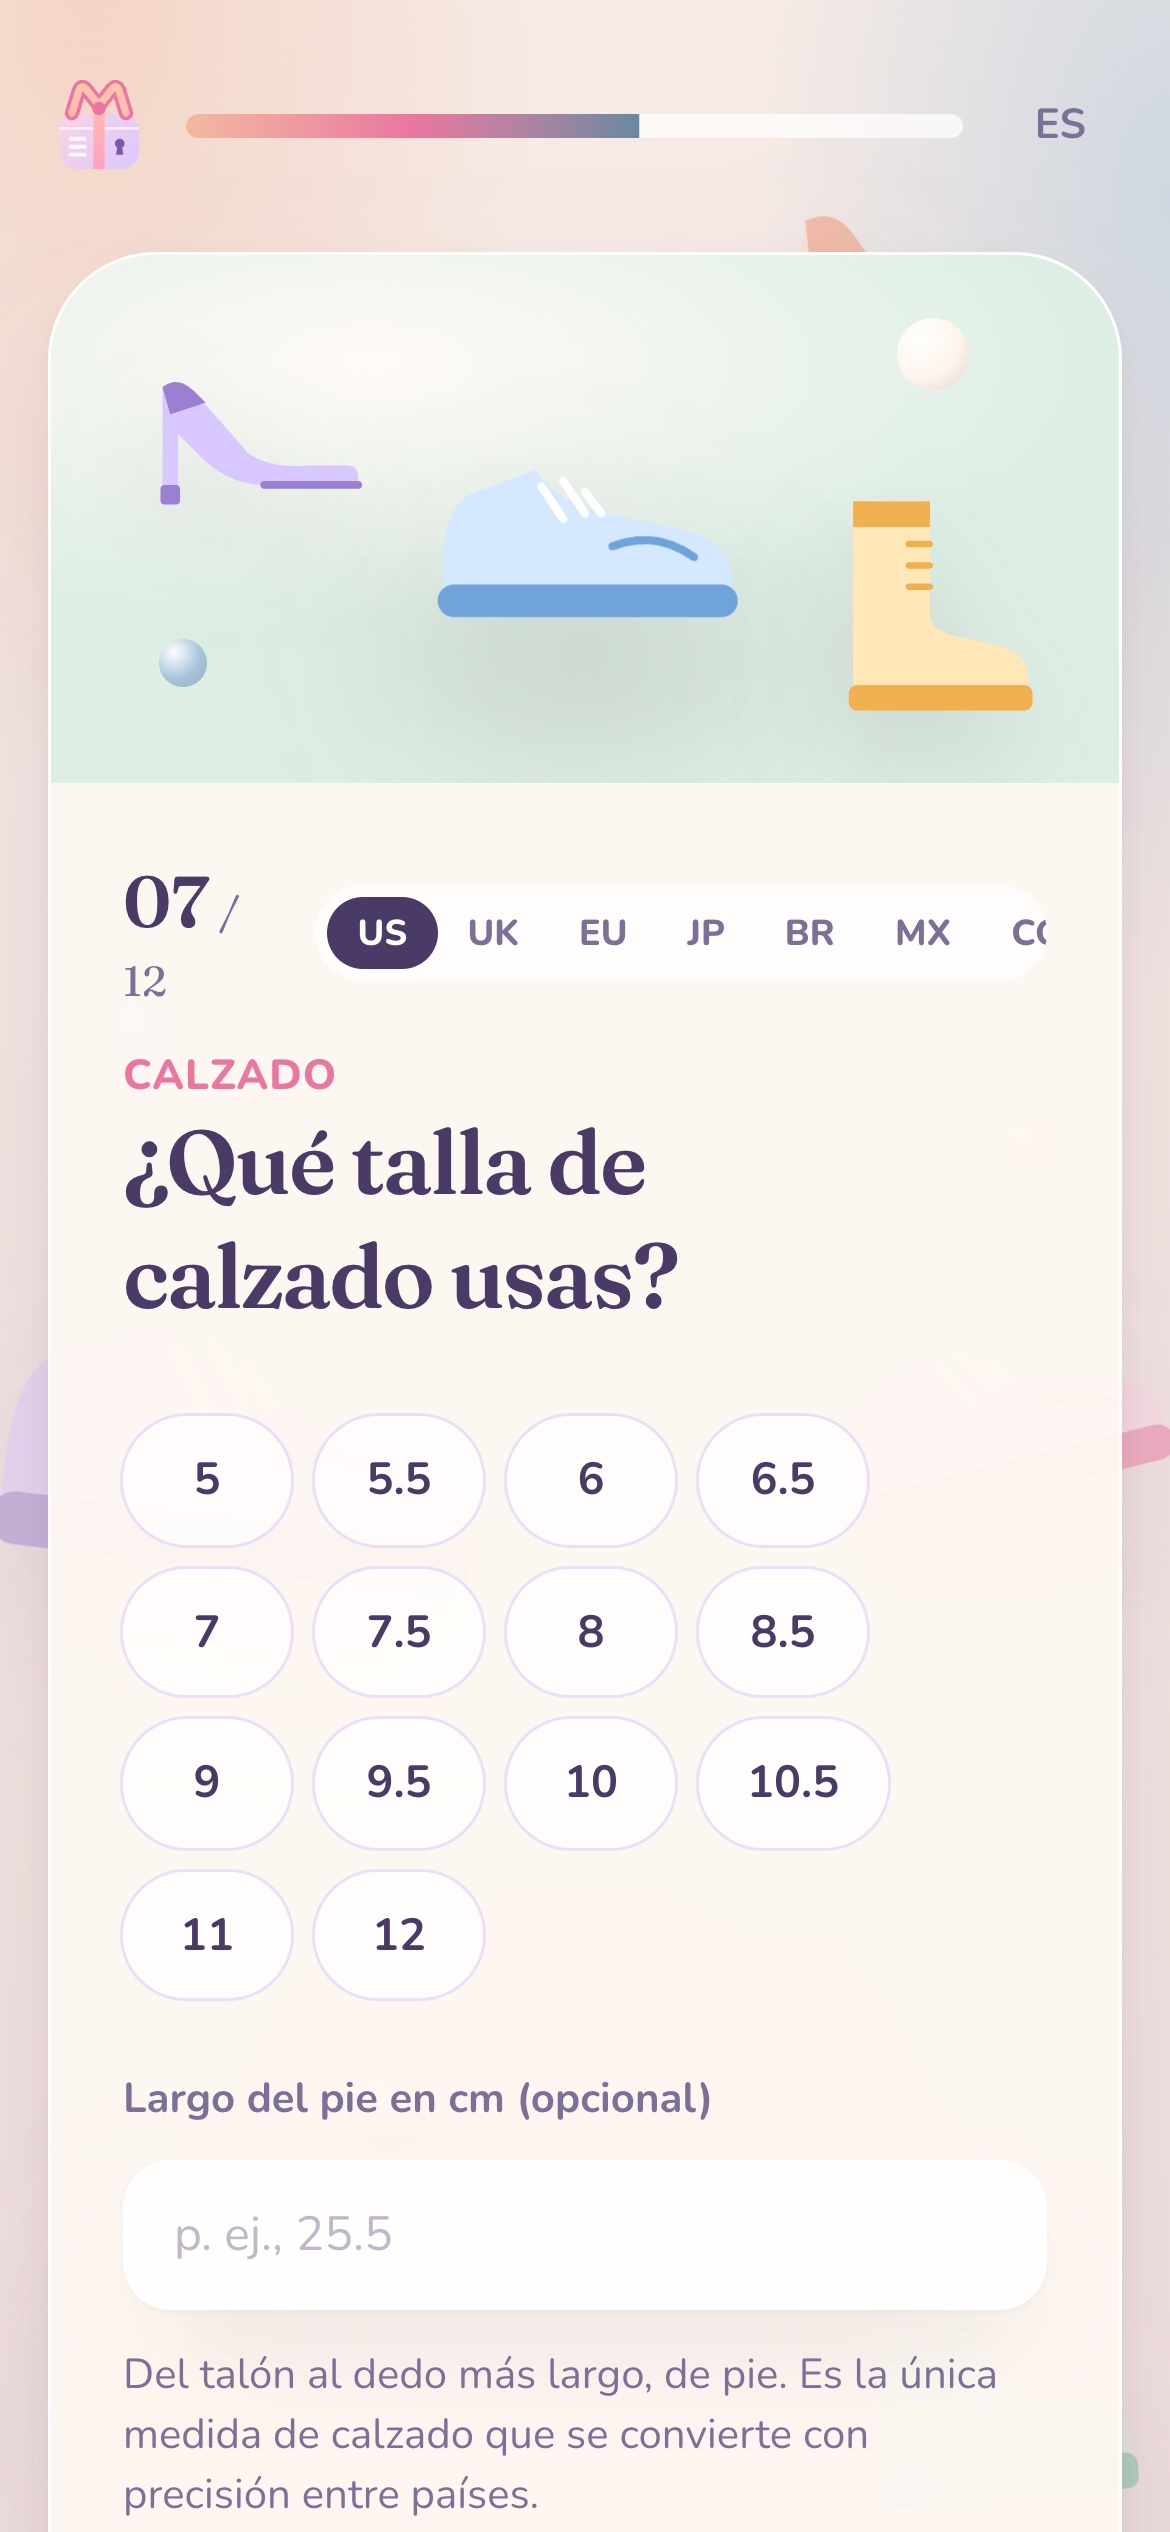 ES
07 /
12
US UK EU JP BR MX
CALZADO
¿Qué talla de
calzado usas?
5 5.5 6 6.5
7 7.5 8 8.5
9 9.5 10 10.5
11 12
Largo del pie en cm (opcional)
p. ej., 25.5
Del talón al dedo más largo, de pie. Es la única
medida de calzado que se convierte con
precisión entre países.